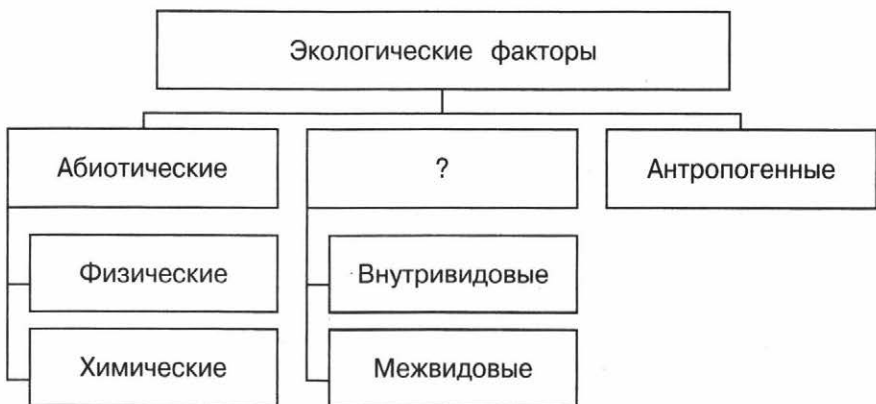 Экологические факторы
Абиотические
?
Антропогенные
Физические
Внутривидовые
Химические
Межвидовые